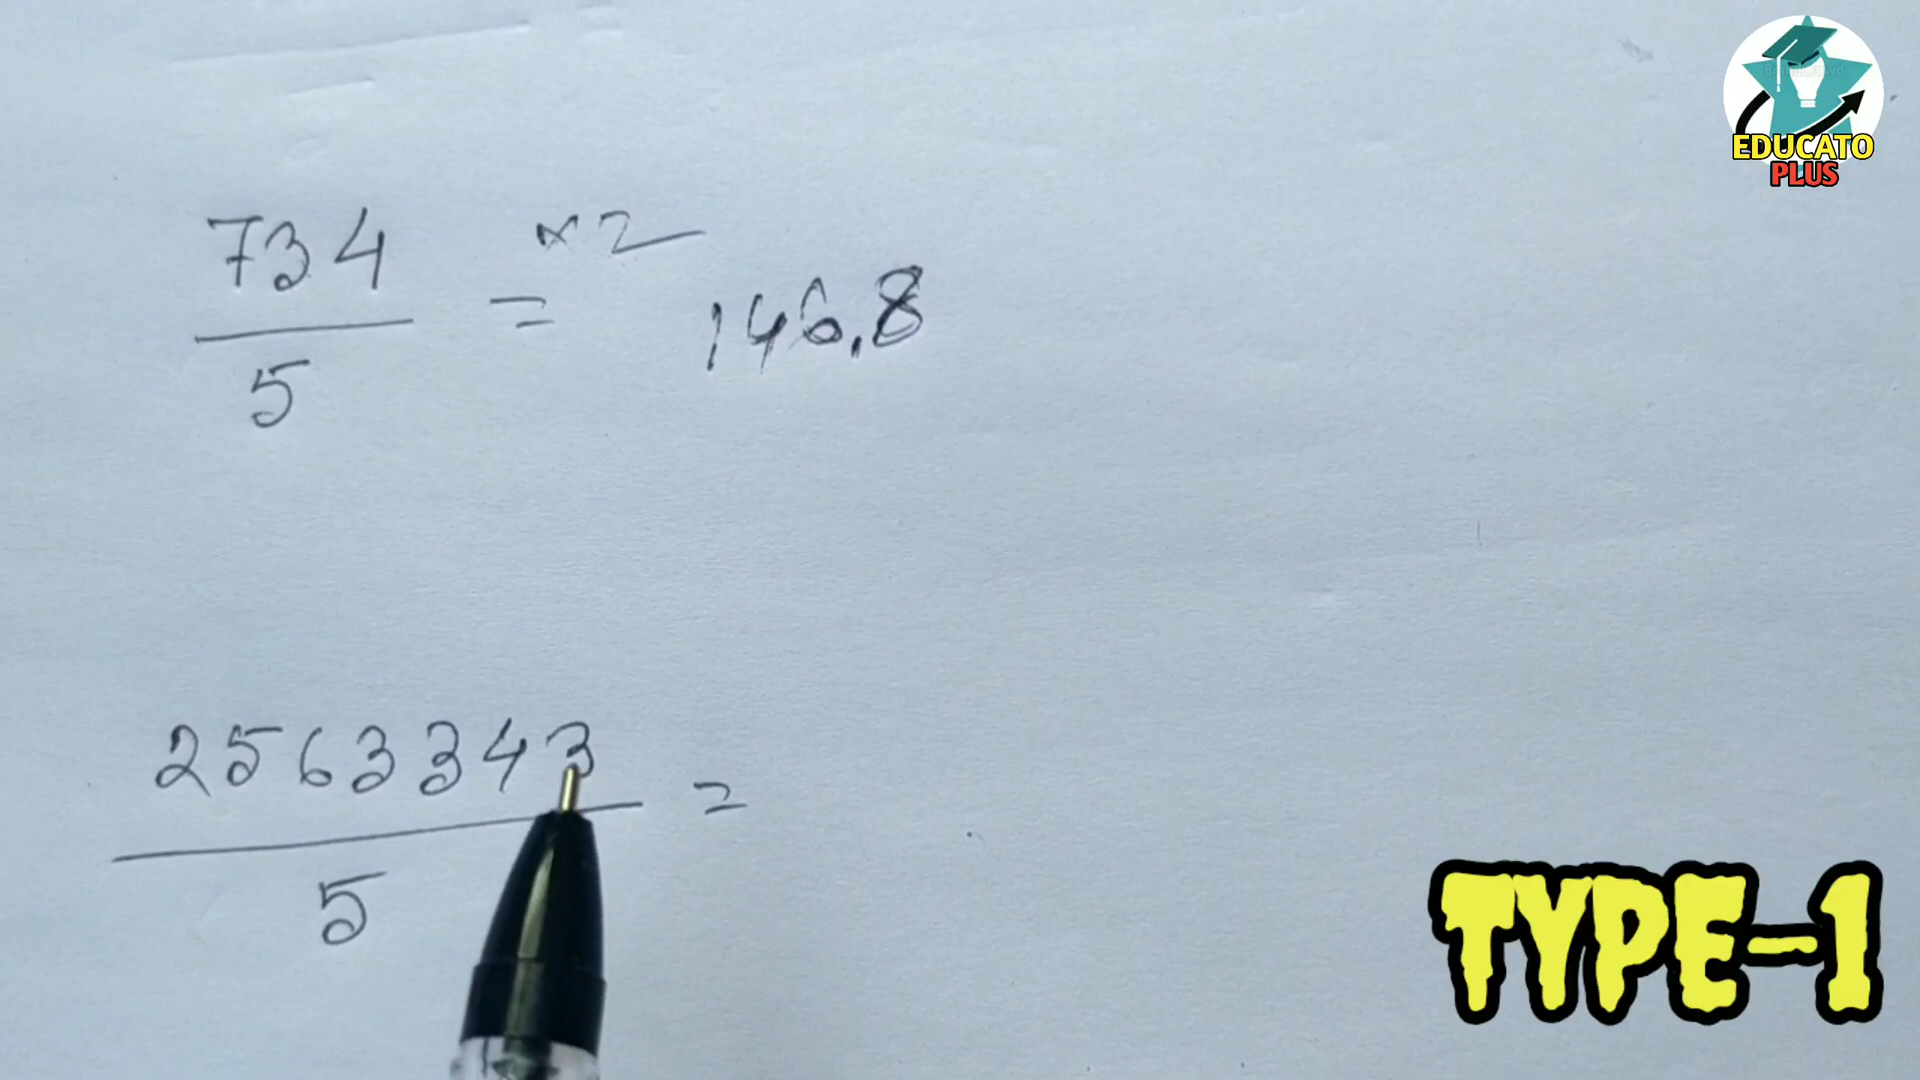 EDUCATO
PLUS
734
×2
=
146.8
5
2563343
=
5
TYPE-1